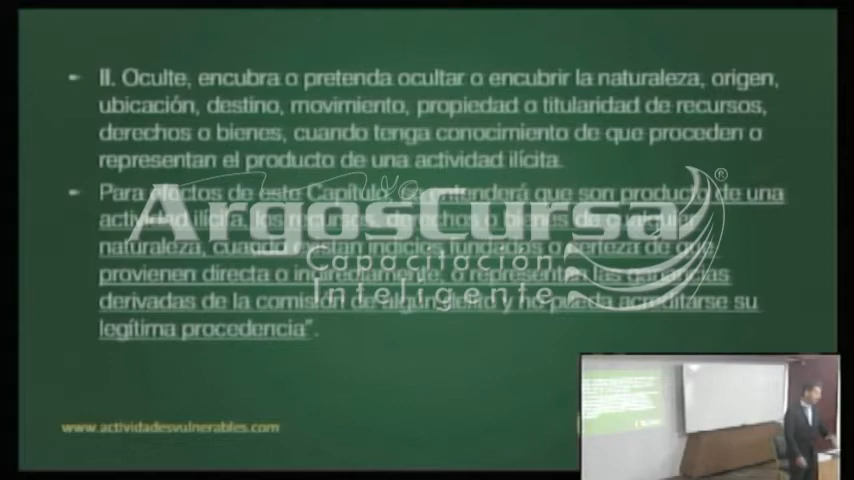 - II. Oculte, encubra o pretenda ocultar o encubrir la naturaleza, origen,
ubicación, destino, movimiento, propiedad o titularidad de recursos,
derechos o bienes, cuando tenga conocimiento de que proceden o
representan el producto de una actividad ilícita.
- Para efectos de este Capítulo, se entenderá que son producto de una
actividad ilícita, los recursos, derechos o bienes de cualquier
naturaleza, cuando existan indicios fundados o certeza de que
provienen directa o indirectamente, o representan las ganancias
derivadas de la comisión de algún delito y no pueda acreditarse su
legítima procedencia".
ArgosCursa®
Capacitación
Inteligente
www.actividadesvulnerables.com